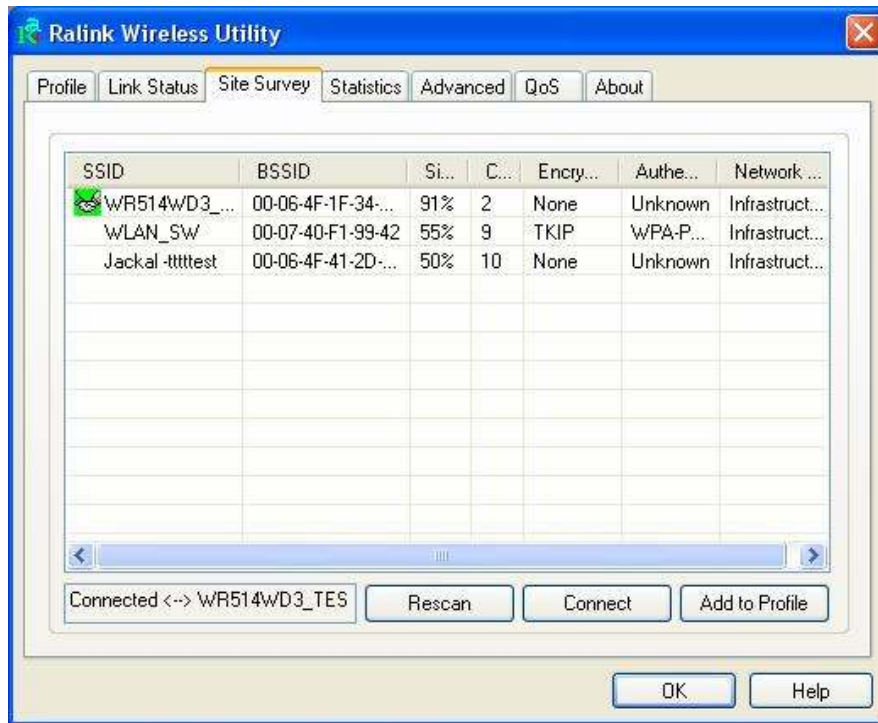 Ralink Wireless Utility
Profile Link Status Site Survey Statistics Advanced QoS About
SSID BSSID Si... C... Encry... Authe... Network ...
WR514WD3_... 00-06-4F-1F-34-... 91% 2 None Unknown Infrastruct...
WLAN_SW 00-07-40-F1-99-42 55% 9 TKIP WPA-P... Infrastruct...
Jackal -tttttest 00-06-4F-41-2D-... 50% 10 None Unknown Infrastruct...
Connected <--> WR514WD3_TES Rescan Connect Add to Profile
OK Help